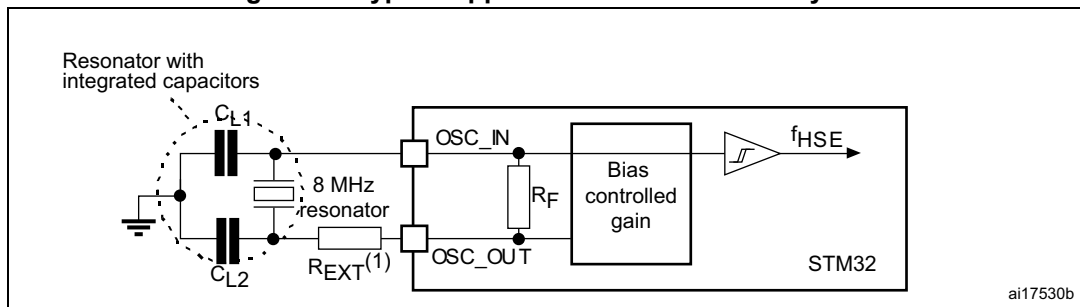 Resonator with
integrated capacitors
CL1
OSC_IN
fHSE
8 MHz
resonator
RF
Bias
controlled
gain
REXT(1)
OSC_OUT
CL2
STM32
ai17530b